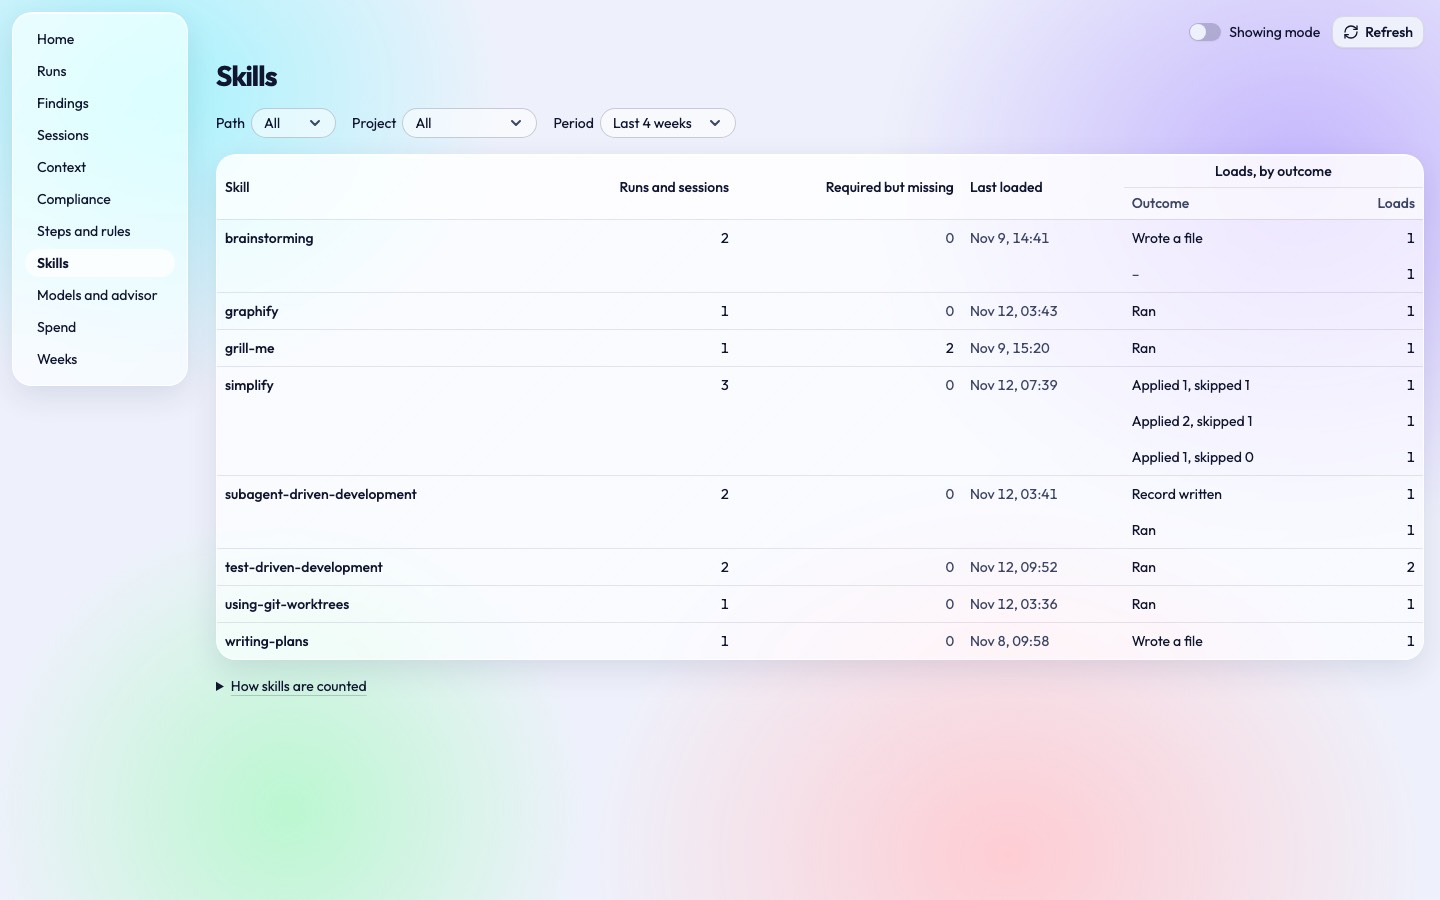 Home
Runs
Findings
Sessions
Context
Compliance
Steps and rules
Skills
Models and advisor
Spend
Weeks
Showing mode
Refresh
Skills
Path All Project All Period Last 4 weeks
Loads, by outcome
Skill Runs and sessions Required but missing Last loaded
Outcome Loads
brainstorming 2 0 Nov 9, 14:41 Wrote a file 1
– 1
graphify 1 0 Nov 12, 03:43 Ran 1
grill-me 1 2 Nov 9, 15:20 Ran 1
simplify 3 0 Nov 12, 07:39 Applied 1, skipped 1 1
Applied 2, skipped 1 1
Applied 1, skipped 0 1
subagent-driven-development 2 0 Nov 12, 03:41 Record written 1
Ran 1
test-driven-development 2 0 Nov 12, 09:52 Ran 2
using-git-worktrees 1 0 Nov 12, 03:36 Ran 1
writing-plans 1 0 Nov 8, 09:58 Wrote a file 1
How skills are counted